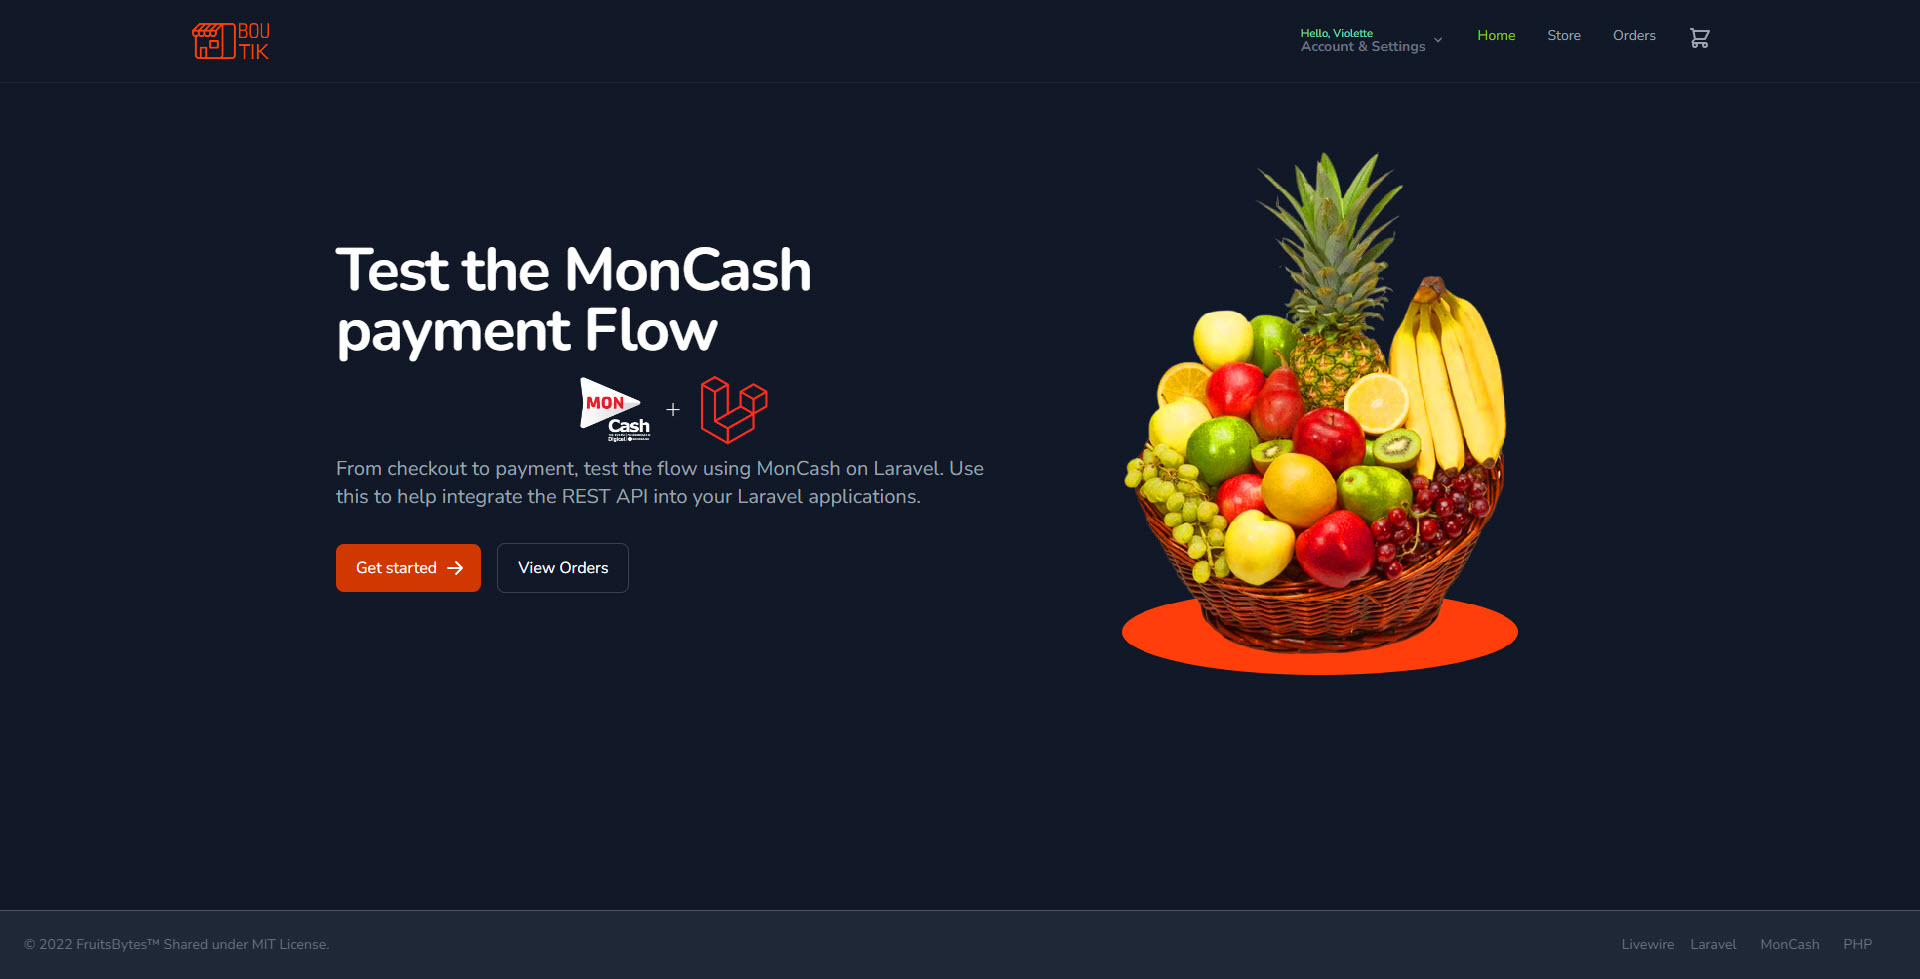 BOU
TIK
Hello, Violette
Account & Settings
Home
Store
Orders
Test the MonCash
payment Flow
MON
Cash
+
From checkout to payment, test the flow using MonCash on Laravel. Use
this to help integrate the REST API into your Laravel applications.
Get started
View Orders
© 2022 FruitsBytes™ Shared under MIT License.
Livewire
Laravel
MonCash
PHP